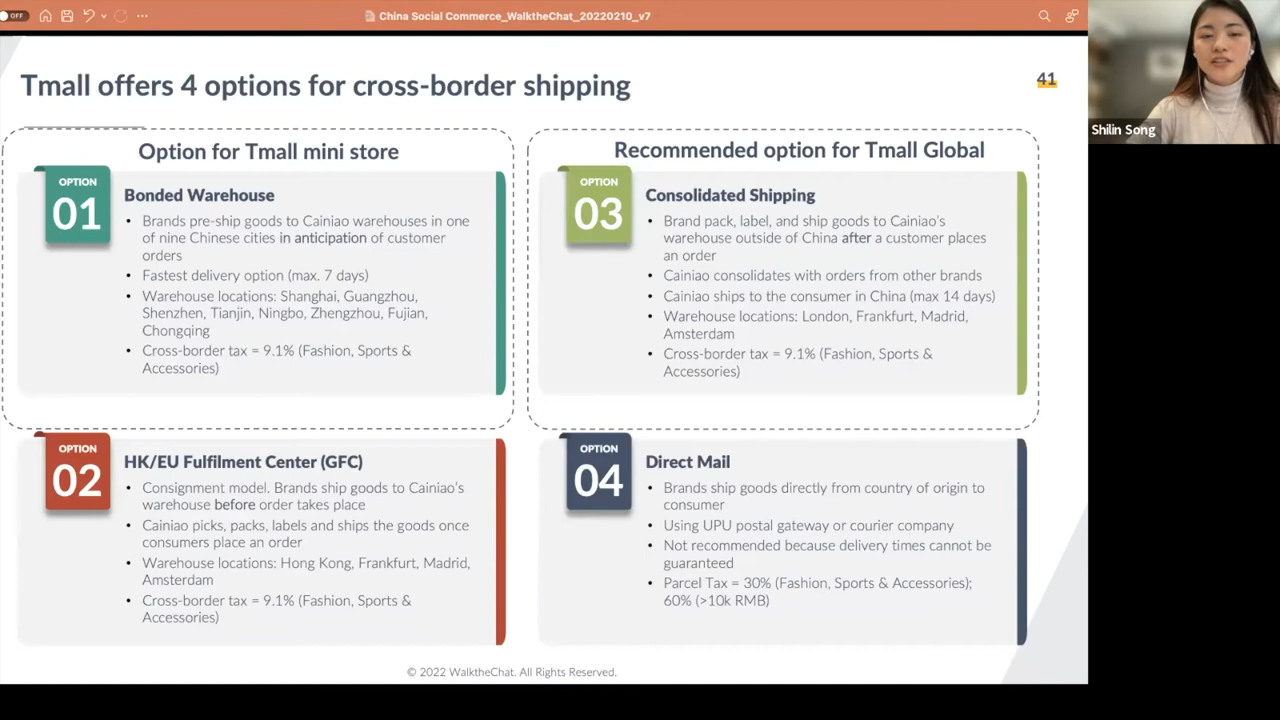 OFF
China Social Commerce_WalktheChat_20220210_v7
Tmall offers 4 options for cross-border shipping
41
Shilin Song
Option for Tmall mini store
OPTION
01
Bonded Warehouse
• Brands pre-ship goods to Cainiao warehouses in one
of nine Chinese cities in anticipation of customer
orders
• Fastest delivery option (max. 7 days)
• Warehouse locations: Shanghai, Guangzhou,
Shenzhen, Tianjin, Ningbo, Zhengzhou, Fujian,
Chongqing
• Cross-border tax = 9.1% (Fashion, Sports &
Accessories)
Recommended option for Tmall Global
OPTION
03
Consolidated Shipping
• Brand pack, label, and ship goods to Cainiao's
warehouse outside of China after a customer places
an order
• Cainiao consolidates with orders from other brands
• Cainiao ships to the consumer in China (max 14 days)
• Warehouse locations: London, Frankfurt, Madrid,
Amsterdam
• Cross-border tax = 9.1% (Fashion, Sports &
Accessories)
OPTION
02
HK/EU Fulfilment Center (GFC)
• Consignment model. Brands ship goods to Cainiao's
warehouse before order takes place
• Cainiao picks, packs, labels and ships the goods once
consumers place an order
• Warehouse locations: Hong Kong, Frankfurt, Madrid,
Amsterdam
• Cross-border tax = 9.1% (Fashion, Sports &
Accessories)
OPTION
04
Direct Mail
• Brands ship goods directly from country of origin to
consumer
• Using UPU postal gateway or courier company
• Not recommended because delivery times cannot be
guaranteed
• Parcel Tax = 30% (Fashion, Sports & Accessories);
60% (>10k RMB)
© 2022 WalktheChat. All Rights Reserved.